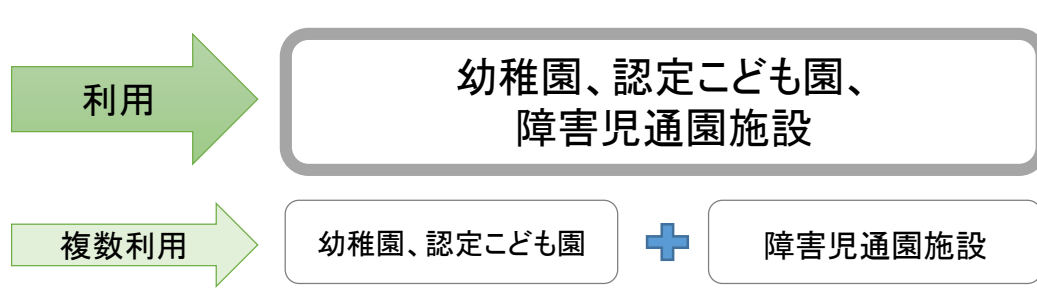 利用
幼稚園、認定こども園、
障害児通園施設
複数利用
幼稚園、認定こども園
障害児通園施設